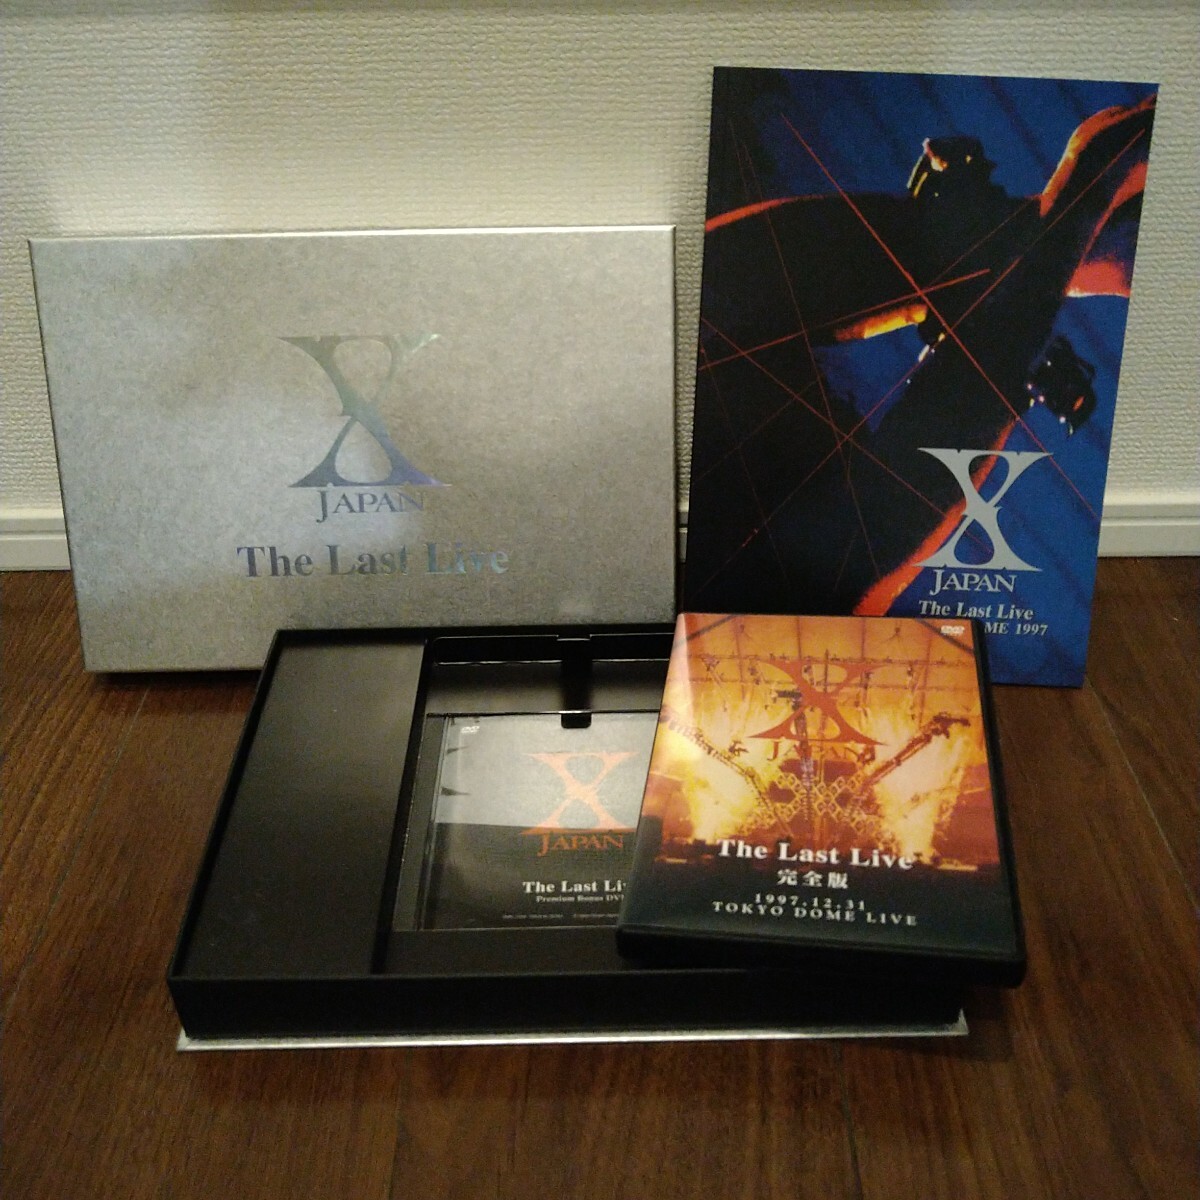 X
JAPAN
The Last Live
X
JAPAN
The Last Live
ME 1997
DVD
X
JAPAN
The Last Liv
Premium Bonus DVD
DVD
X
JAPAN
The Last Live
完全版
1997.12.31
TOKYO DOME LIVE